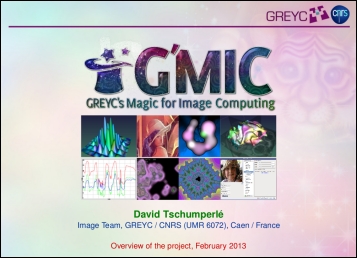 GREYC
cnrs
G'MIC
GREYC's Magic for Image Computing
David Tschumperlé
Image Team, GREYC / CNRS (UMR 6072), Caen / France
Overview of the project, February 2013